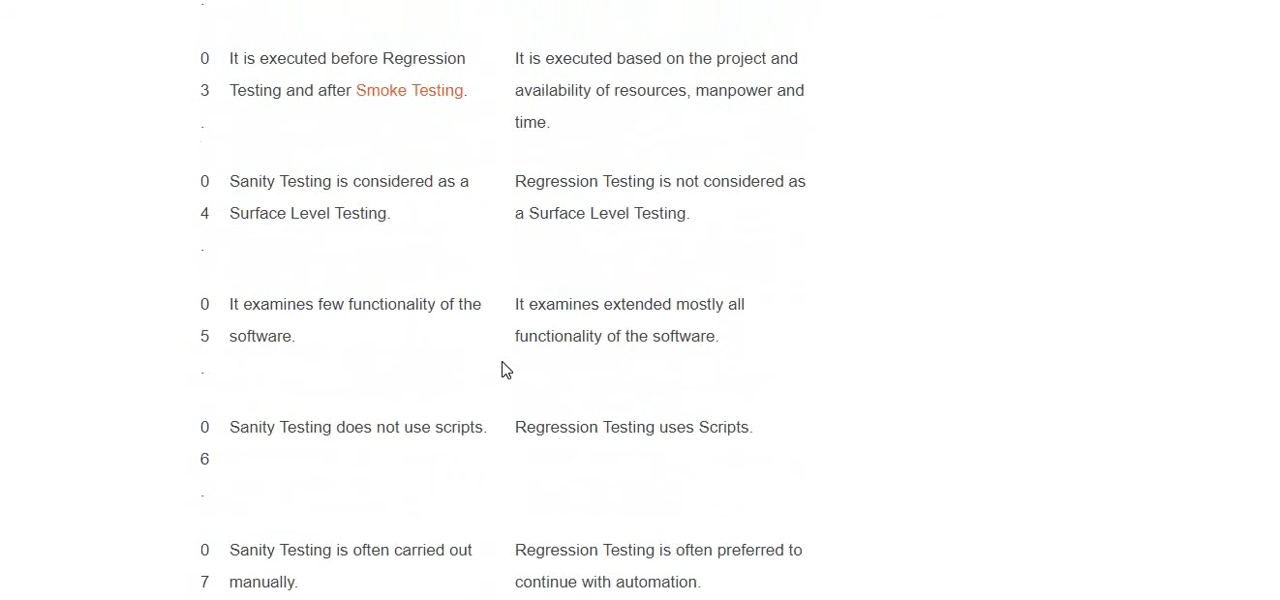 .
0 It is executed before Regression It is executed based on the project and
3 Testing and after Smoke Testing. availability of resources, manpower and
. time.
0 Sanity Testing is considered as a Regression Testing is not considered as
4 Surface Level Testing. a Surface Level Testing.
.
0 It examines few functionality of the It examines extended mostly all
5 software. functionality of the software.
.
0 Sanity Testing does not use scripts. Regression Testing uses Scripts.
6
.
0 Sanity Testing is often carried out Regression Testing is often preferred to
7 manually. continue with automation.